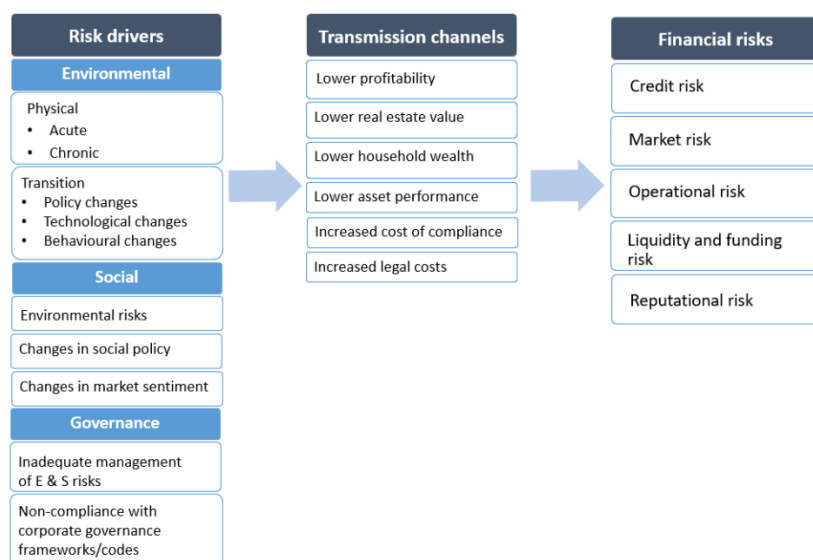 Risk drivers
Environmental
Physical
• Acute
• Chronic
Transition
• Policy changes
• Technological changes
• Behavioural changes
Social
Environmental risks
Changes in social policy
Changes in market sentiment
Governance
Inadequate management
of E & S risks
Non-compliance with
corporate governance
frameworks/codes
Transmission channels
Lower profitability
Lower real estate value
Lower household wealth
Lower asset performance
Increased cost of compliance
Increased legal costs
Financial risks
Credit risk
Market risk
Operational risk
Liquidity and funding
risk
Reputational risk